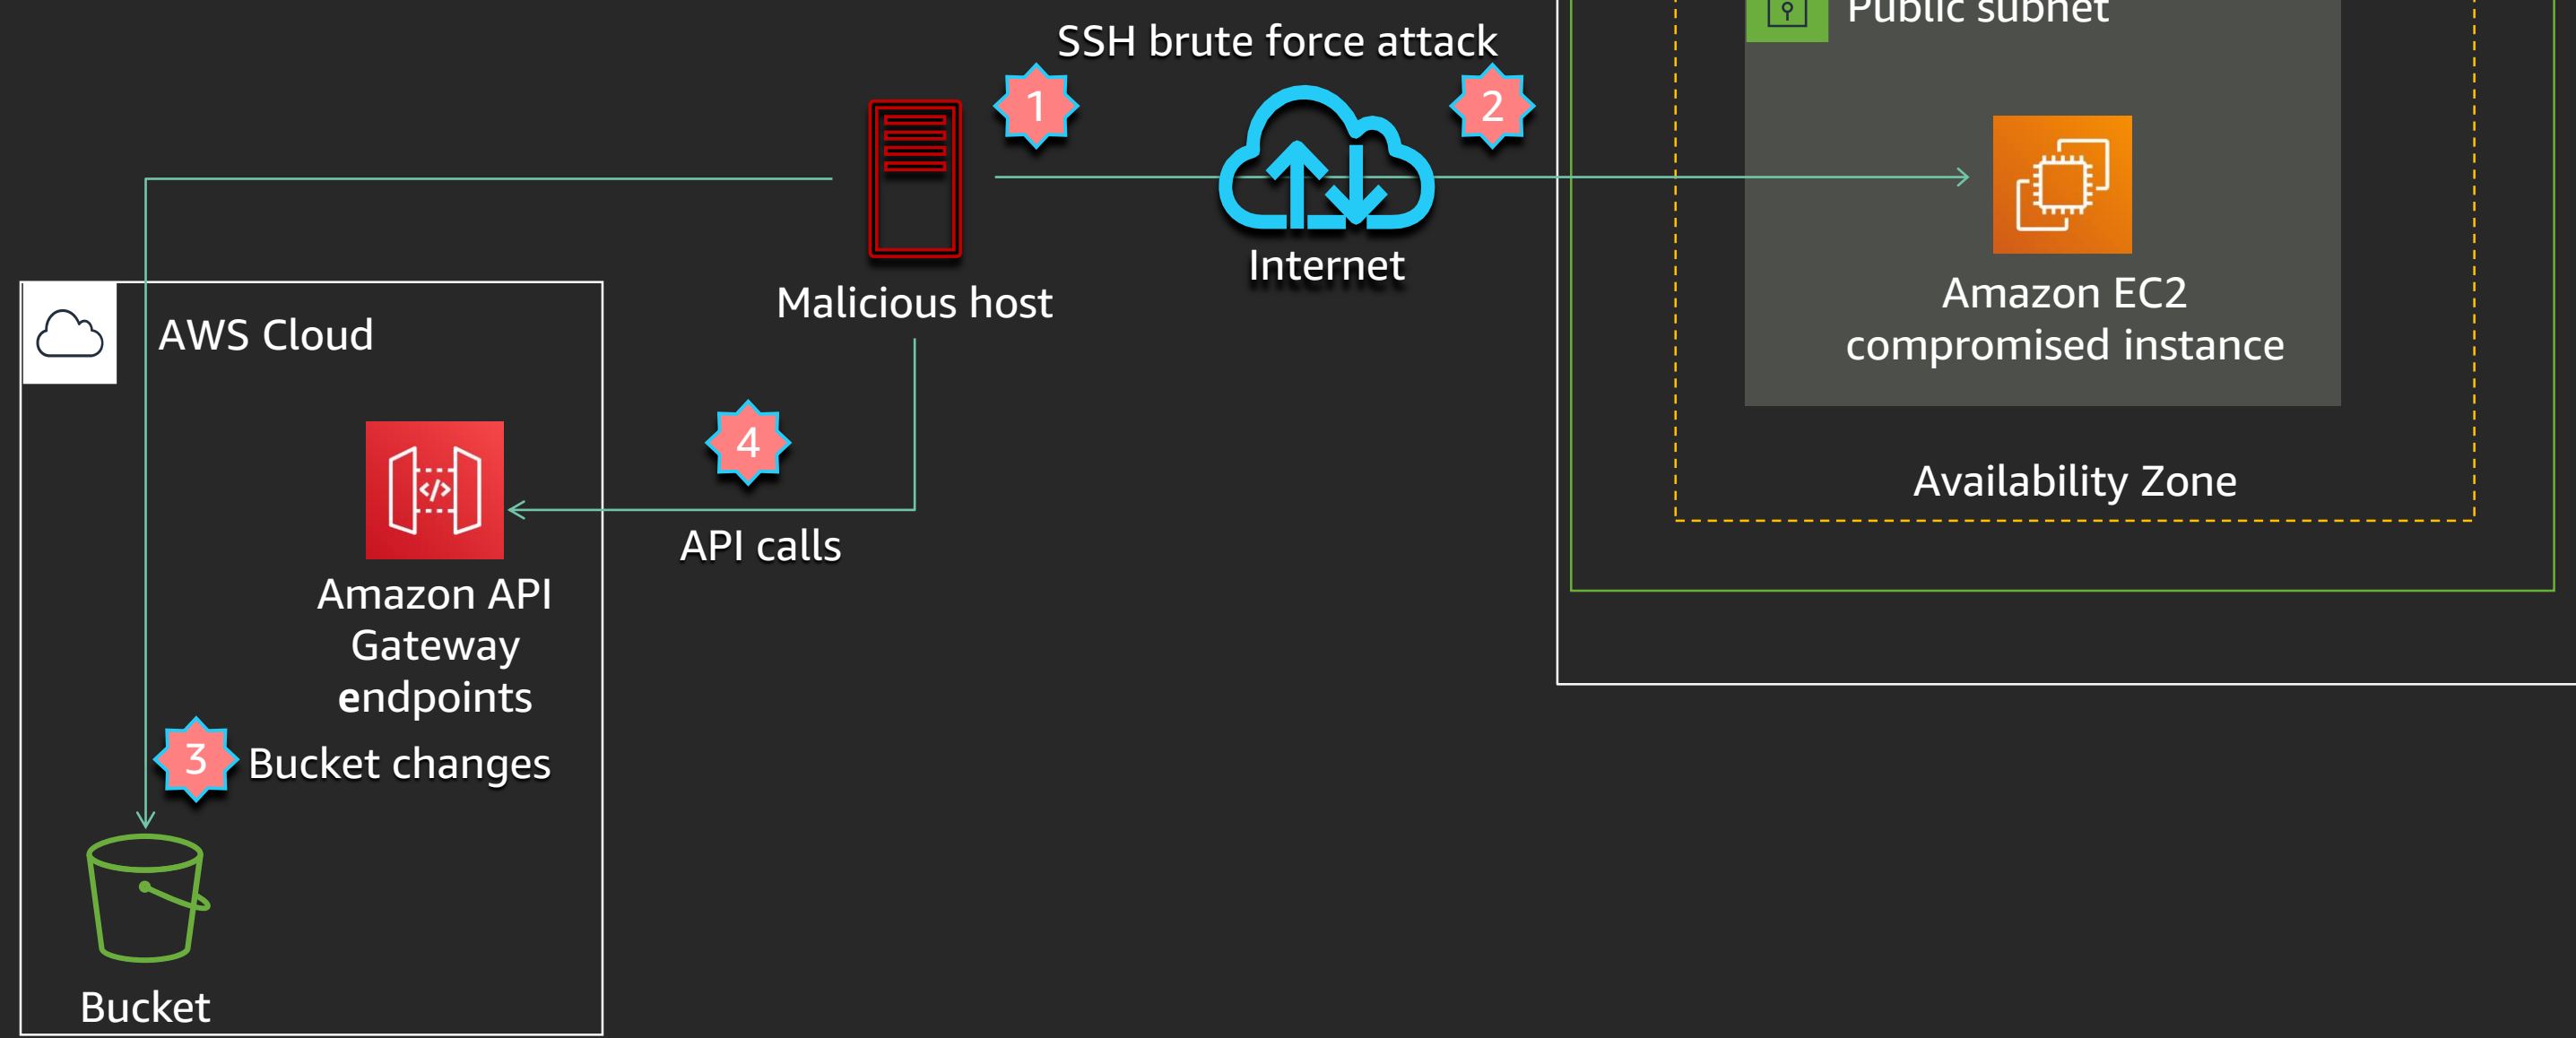 Public subnet
SSH brute force attack
1
2
Internet
Malicious host
Amazon EC2
compromised instance
Availability Zone
AWS Cloud
4
API calls
</>
Amazon API
Gateway
endpoints
3
Bucket changes
Bucket